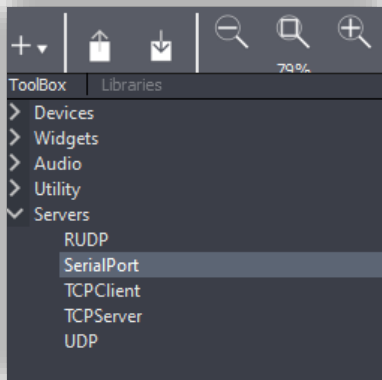 79%
ToolBox Libraries
Devices
Widgets
Audio
Utility
Servers
RUDP
SerialPort
TCPClient
TCPServer
UDP